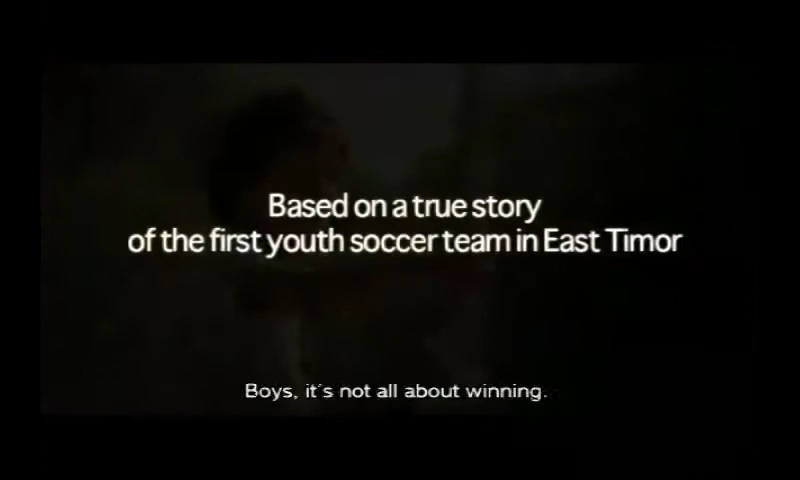 Based on a true story
of the first youth soccer team in East Timor
Boys, it's not all about winning.